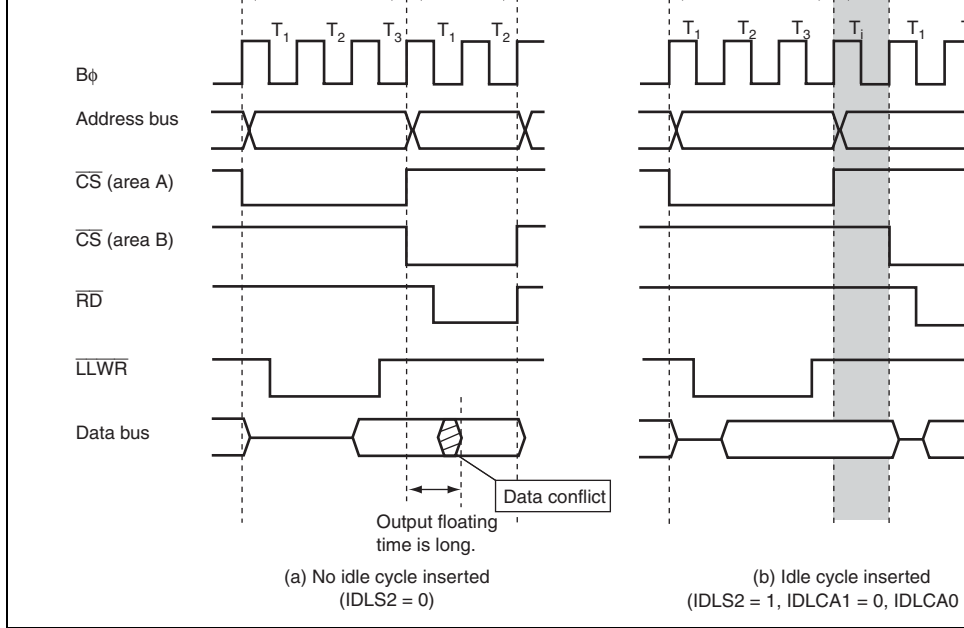 T1 T2 T3 T1 T2
T1 T2 T3 Ti T1
Bφ
Address bus
CS (area A)
CS (area B)
RD
LLWR
Data bus
Data conflict
Output floating
time is long.
(a) No idle cycle inserted
(IDLS2 = 0)
(b) Idle cycle inserted
(IDLS2 = 1, IDLCA1 = 0, IDLCA0